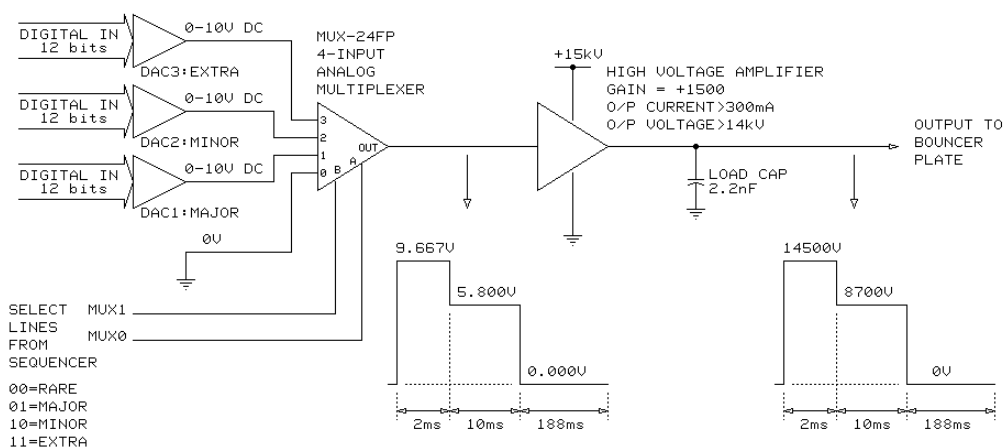 DIGITAL IN
12 bits
0-10V DC
DAC3:EXTRA
DIGITAL IN
12 bits
0-10V DC
DAC2:MINOR
DIGITAL IN
12 bits
0-10V DC
DAC1:MAJOR
0V
MUX-24FP
4-INPUT
ANALOG
MULTIPLEXER
3
2
1
0
B
A
OUT
+15kV
HIGH VOLTAGE AMPLIFIER
GAIN = +1500
O/P CURRENT>300mA
O/P VOLTAGE>14kV
LOAD CAP
2.2nF
OUTPUT TO
BOUNCER
PLATE
SELECT
LINES
FROM
SEQUENCER
MUX1
MUX0
00=RARE
01=MAJOR
10=MINOR
11=EXTRA
9.667V
5.800V
0.000V
2ms
10ms
188ms
14500V
8700V
0V
2ms
10ms
188ms